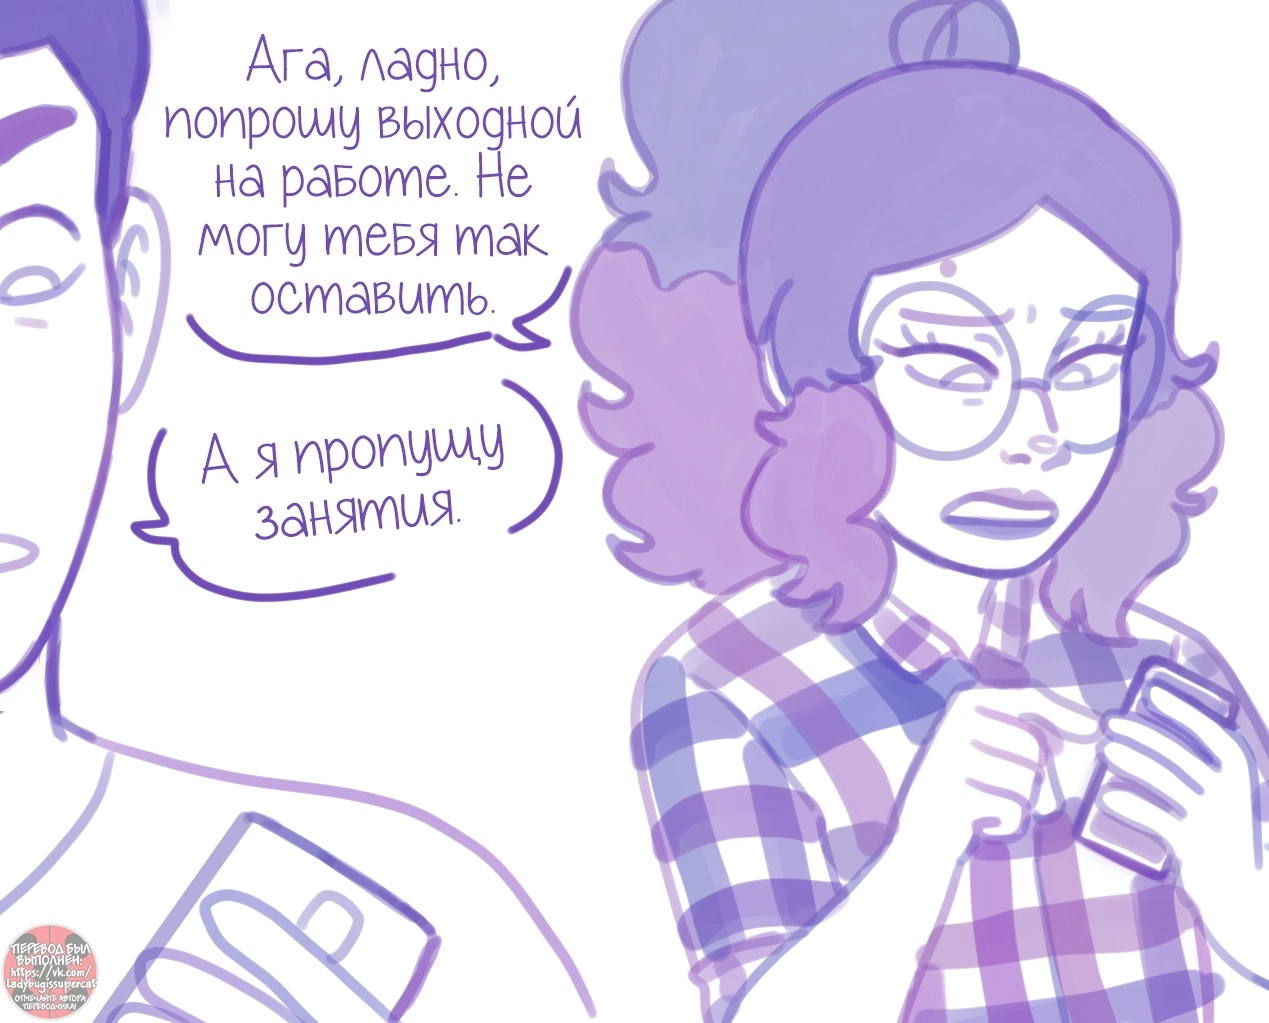 Ага, ладно,
попрошу выходной
на работе. Не
могу тебя так
оставить.
А я пропущу
занятия.
ПЕРЕВОД БЫЛ
ВЫПОЛНЕН:
https://vk.com/
ladybugissupercat
ОТМЕЧАЙТЕ АВТОРА
ПЕРЕВОДЧИКА!